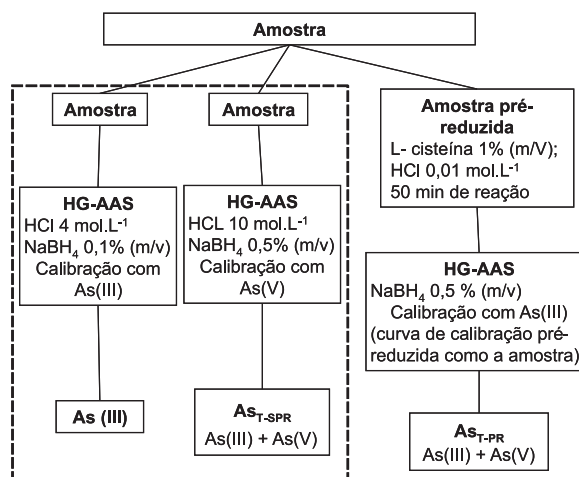 Amostra
Amostra
HG-AAS
HCl 4 mol.L⁻¹
NaBH₄ 0,1% (m/v)
Calibração com
As(III)
As (III)
Amostra
HG-AAS
HCL 10 mol.L⁻¹
NaBH₄ 0,5% (m/v)
Calibração com
As(V)
As_T-SPR
As(III) + As(V)
Amostra pré-
reduzida
L- cisteína 1% (m/V);
HCl 0,01 mol.L⁻¹
50 min de reação
HG-AAS
NaBH₄ 0,5 % (m/v)
Calibração com As(III)
(curva de calibração pré-
reduzida como a amostra)
As_T-PR
As(III) + As(V)